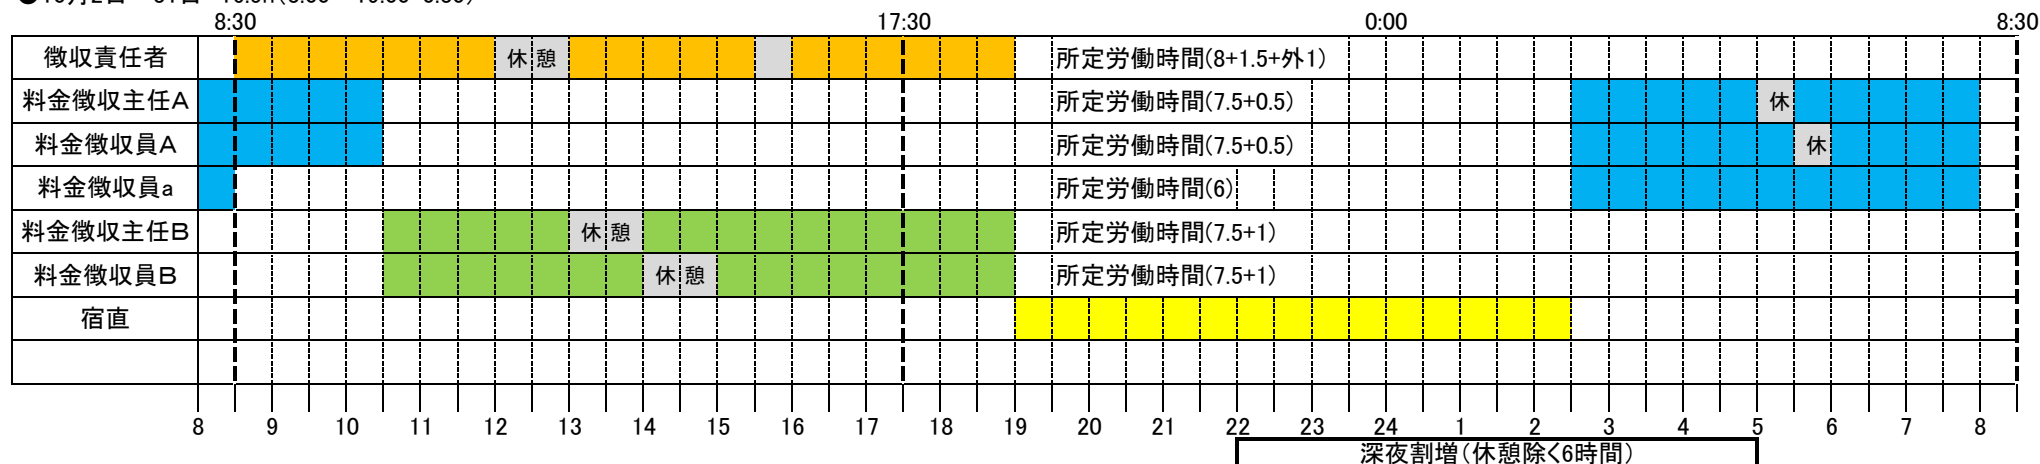 8:30 17:30 0:00 8:30
徴収責任者 休憩 所定労働時間(8+1.5+外1)
料金徴収主任A 所定労働時間(7.5+0.5) 休
料金徴収員A 所定労働時間(7.5+0.5) 休
料金徴収員a 所定労働時間(6)
料金徴収主任B 休憩 所定労働時間(7.5+1)
料金徴収員B 休憩 所定労働時間(7.5+1)
宿直
8 9 10 11 12 13 14 15 16 17 18 19 20 21 22 23 24 1 2 3 4 5 6 7 8
深夜割増(休憩除く6時間)